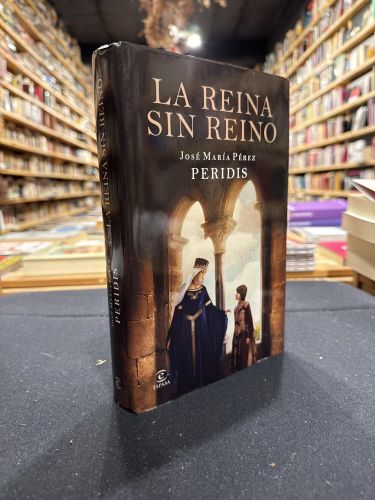 LA REINA
SIN REINO
JOSÉ MARÍA PÉREZ
PERIDIS
ESPASA
LA REINA SIN REINO
PERIDIS